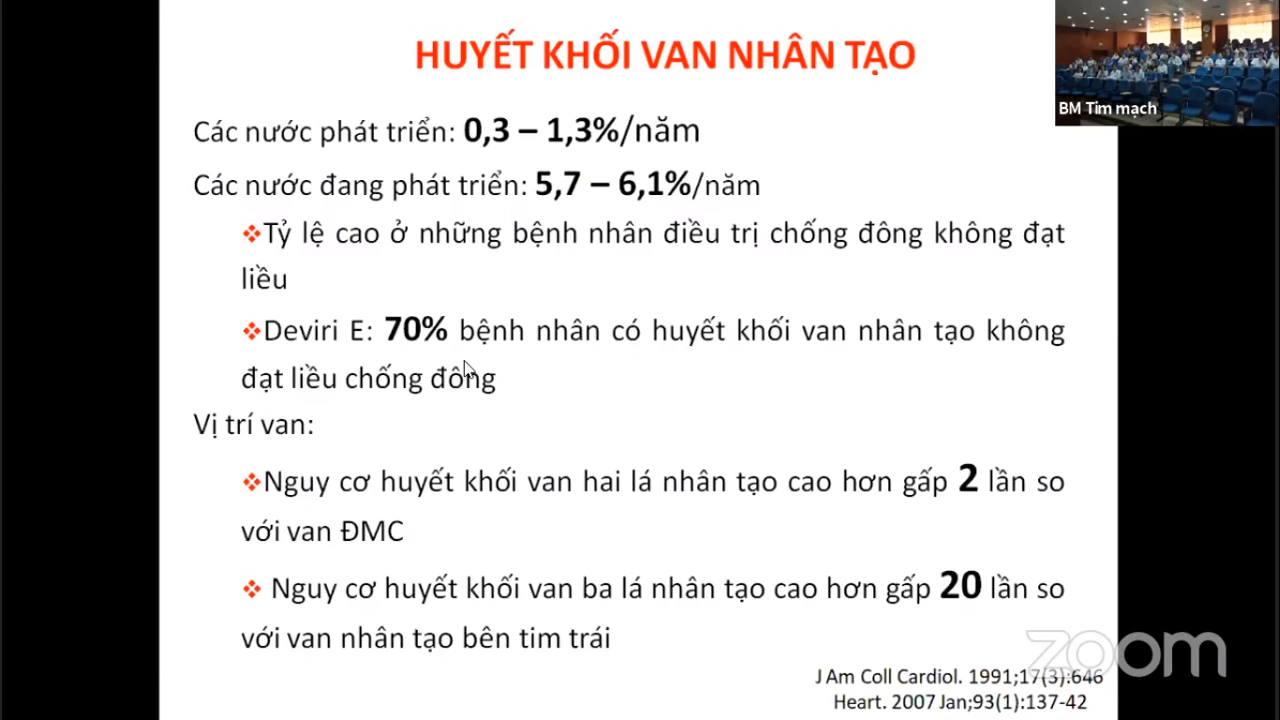 HUYẾT KHỐI VAN NHÂN TẠO
BM Tim mạch
Các nước phát triển: 0,3 – 1,3%/năm
Các nước đang phát triển: 5,7 – 6,1%/năm
❖Tỷ lệ cao ở những bệnh nhân điều trị chống đông không đạt
liều
❖Deviri E: 70% bệnh nhân có huyết khối van nhân tạo không
đạt liều chống đông
Vị trí van:
❖Nguy cơ huyết khối van hai lá nhân tạo cao hơn gấp 2 lần so
với van ĐMC
❖ Nguy cơ huyết khối van ba lá nhân tạo cao hơn gấp 20 lần so
với van nhân tạo bên tim trái
zoom
J Am Coll Cardiol. 1991;17(3):646
Heart. 2007 Jan;93(1):137-42